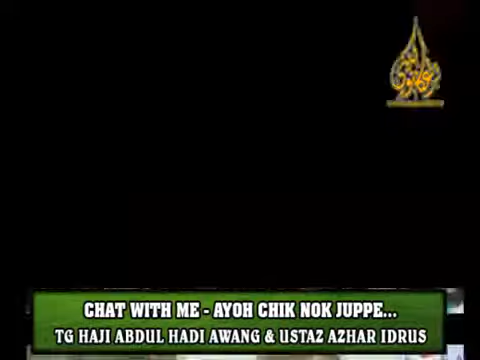 CHAT WITH ME - AYOH CHIK NOK JUPPE...
TG HAJI ABDUL HADI AWANG & USTAZ AZHAR IDRUS